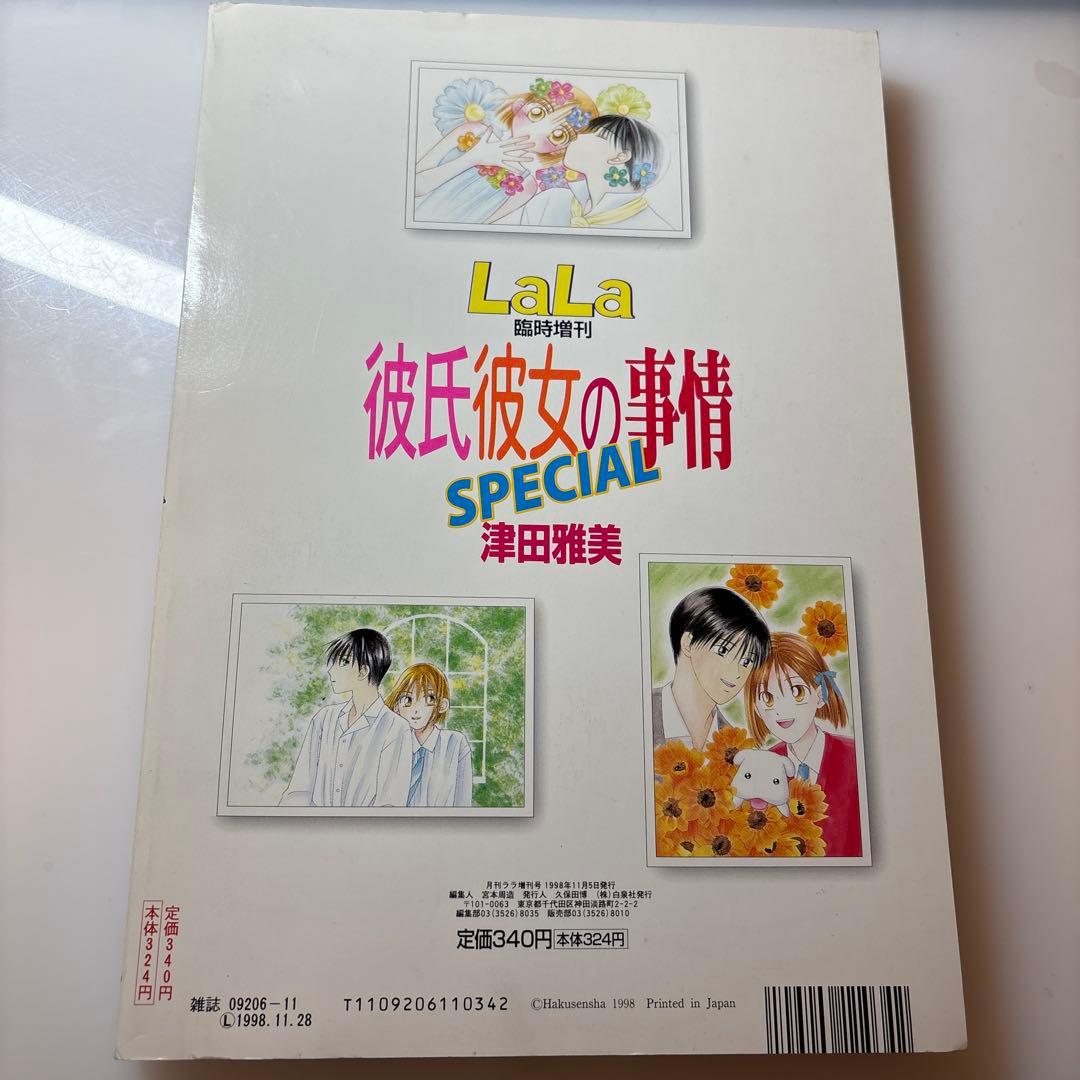 LaLa
臨時増刊
彼氏彼女の事情
SPECIAL
津田雅美
月刊ララ増刊号 1998年11月5日発行
編集人 宮本周造 発行人 久保田博 (株)白泉社発行
〒101-0063 東京都千代田区神田淡路町2-2-2
編集部03(3526)8035 販売部03(3526)8010
定価340円 本体324円
定価340円
本体324円
雑誌 09206-11
Ⓛ1998.11.28
T1109206110342
©Hakusensha 1998 Printed in Japan